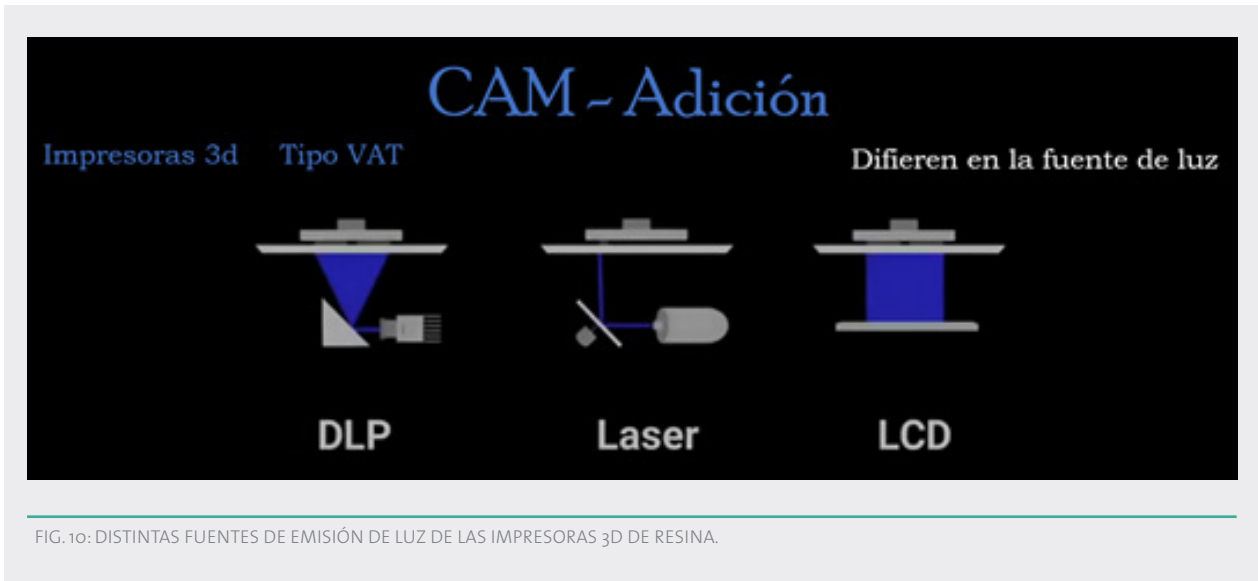 CAM ~ Adición
Impresoras 3d Tipo VAT
Difieren en la fuente de luz
DLP Laser LCD
FIG. 10: DISTINTAS FUENTES DE EMISIÓN DE LUZ DE LAS IMPRESORAS 3D DE RESINA.